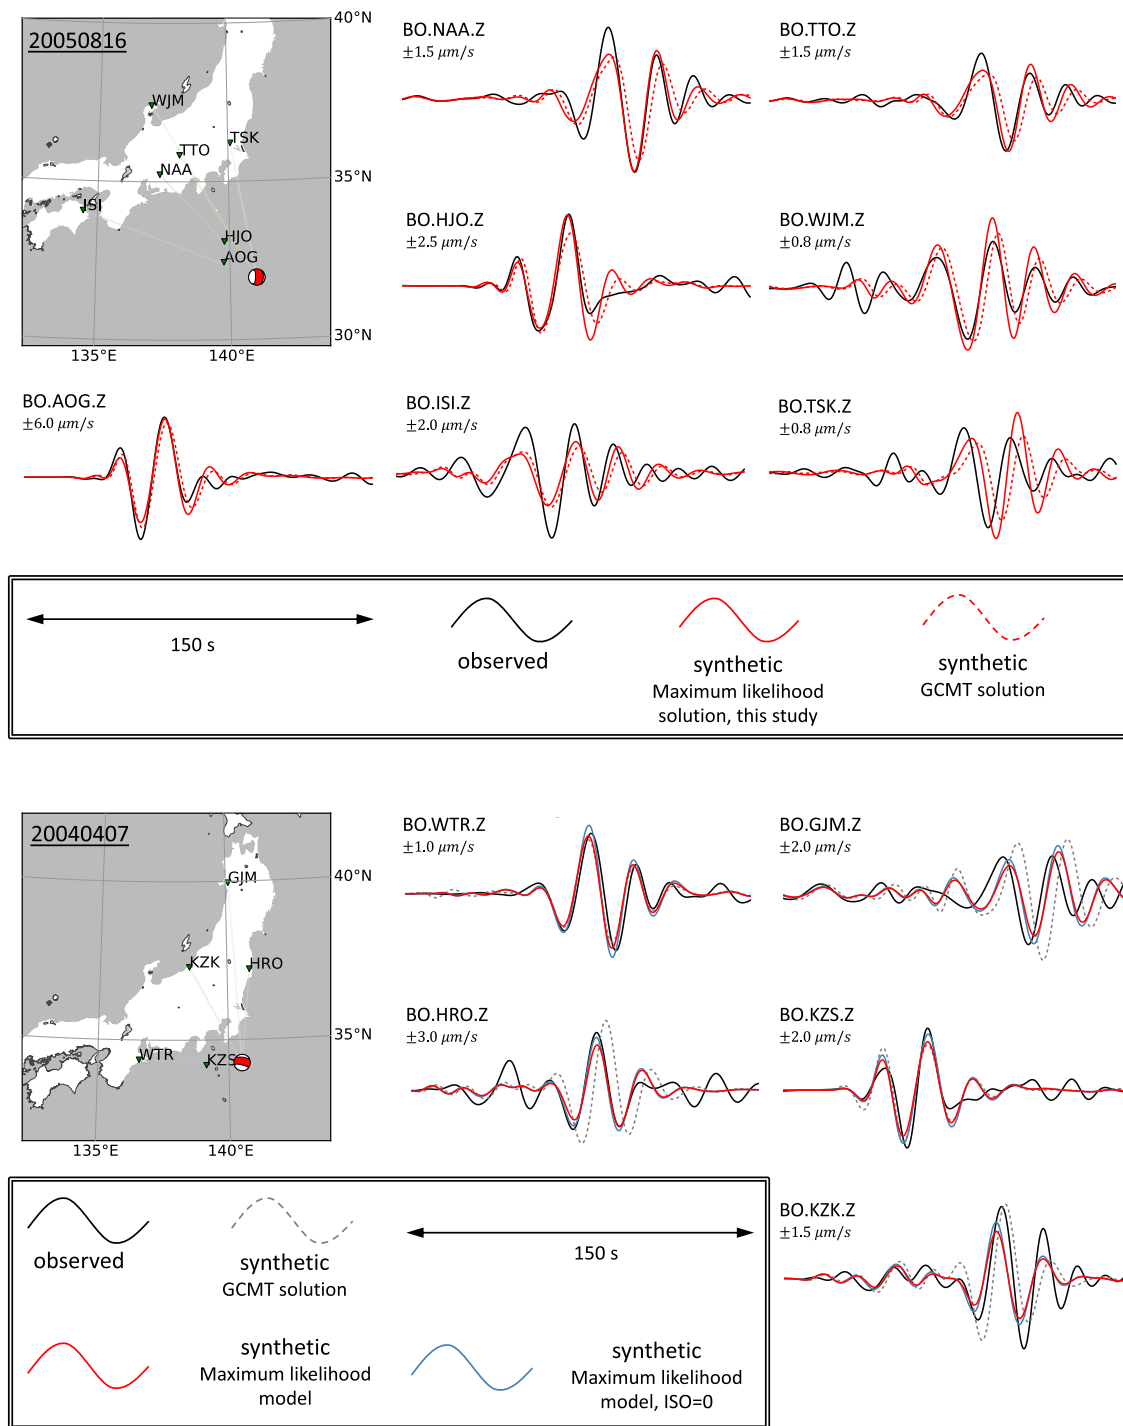 20050816
WJM
TSK
TTO
NAA
ISI
HJO
AOG
40°N
35°N
30°N
135°E
140°E
BO.NAA.Z
±1.5 μm/s
BO.TTO.Z
±1.5 μm/s
BO.HJO.Z
±2.5 μm/s
BO.WJM.Z
±0.8 μm/s
BO.AOG.Z
±6.0 μm/s
BO.ISI.Z
±2.0 μm/s
BO.TSK.Z
±0.8 μm/s
150 s
observed
synthetic
Maximum likelihood
solution, this study
synthetic
GCMT solution
20040407
GJM
KZK
HRO
WTR
KZS
40°N
35°N
135°E
140°E
BO.WTR.Z
±1.0 μm/s
BO.GJM.Z
±2.0 μm/s
BO.HRO.Z
±3.0 μm/s
BO.KZS.Z
±2.0 μm/s
BO.KZK.Z
±1.5 μm/s
observed
synthetic
GCMT solution
150 s
synthetic
Maximum likelihood
model
synthetic
Maximum likelihood
model, ISO=0